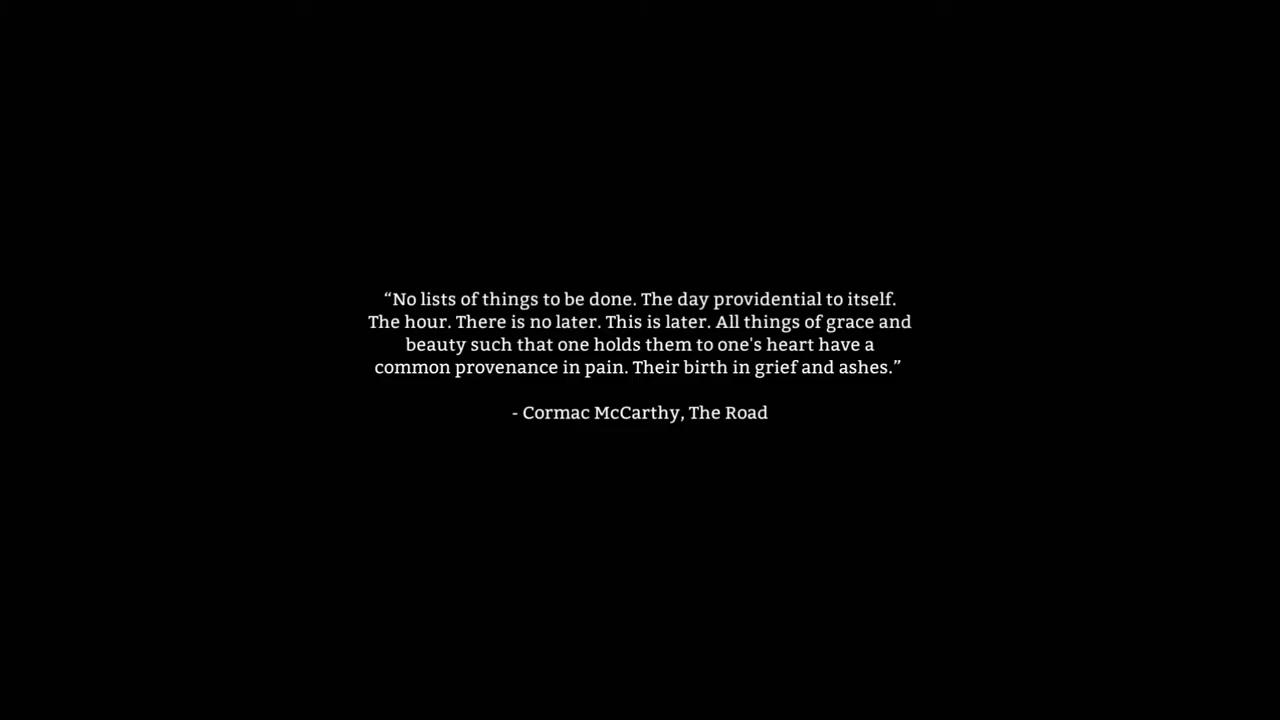 “No lists of things to be done. The day providential to itself.
The hour. There is no later. This is later. All things of grace and
beauty such that one holds them to one's heart have a
common provenance in pain. Their birth in grief and ashes.”
- Cormac McCarthy, The Road